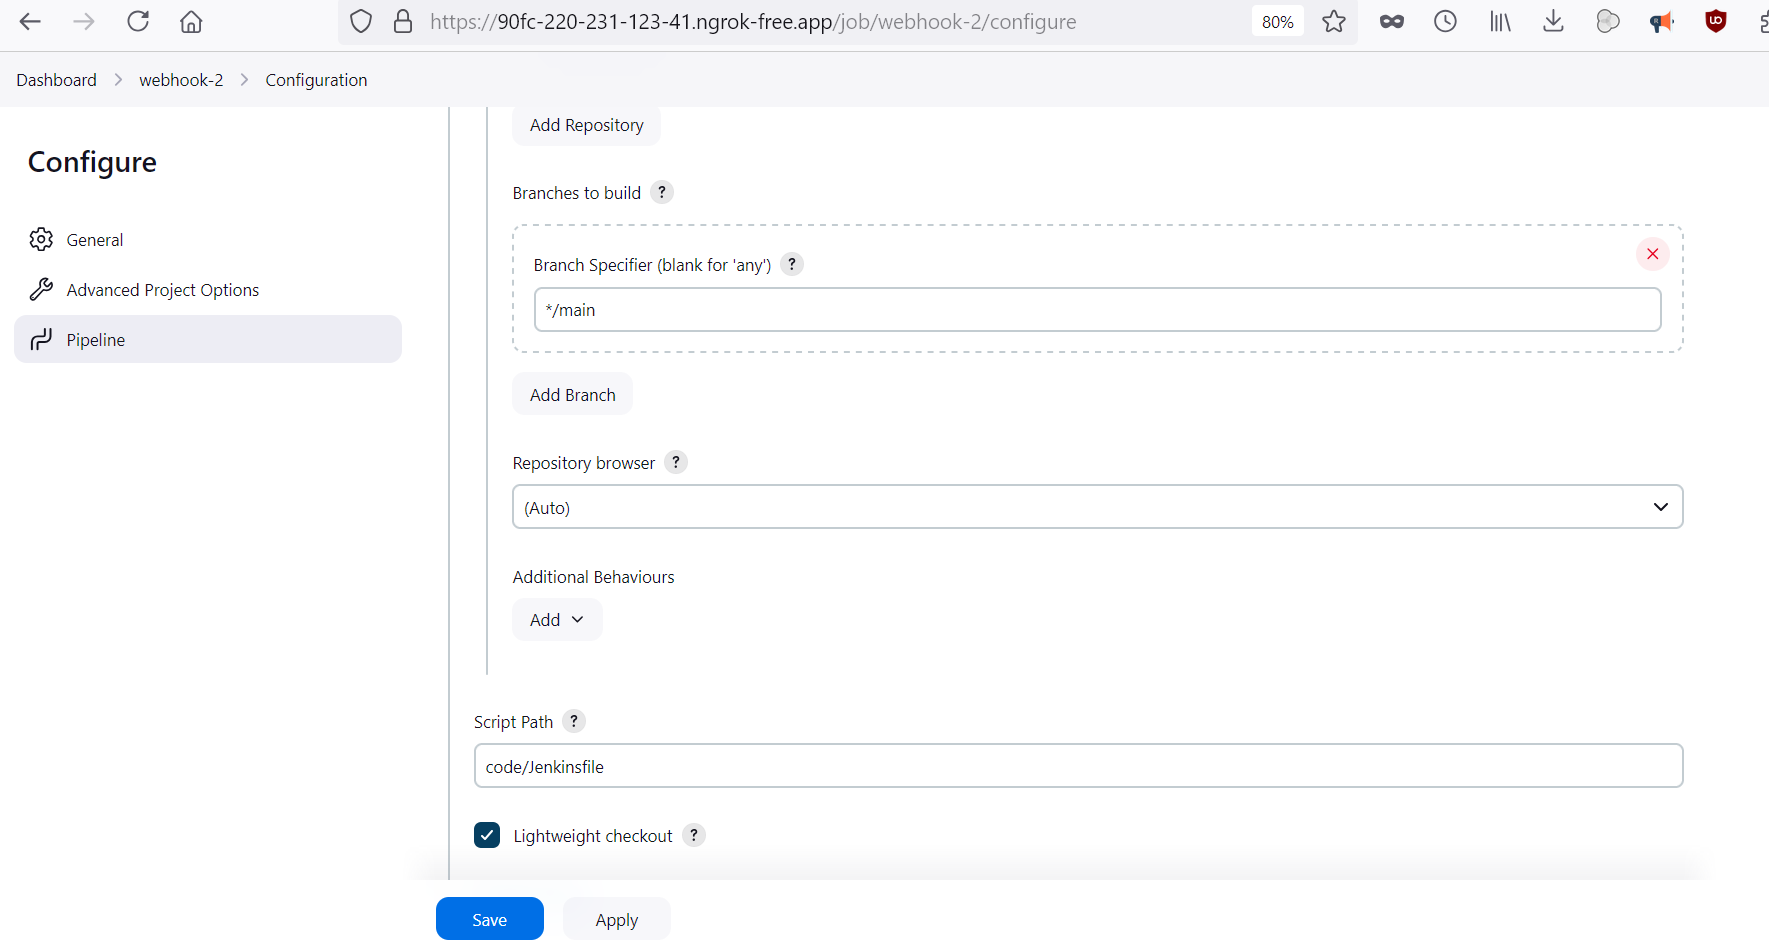 https://90fc-220-231-123-41.ngrok-free.app/job/webhook-2/configure
80%
Dashboard > webhook-2 > Configuration
Configure
General
Advanced Project Options
Pipeline
Add Repository
Branches to build ?
Branch Specifier (blank for 'any') ?
*/main
Add Branch
Repository browser ?
(Auto)
Additional Behaviours
Add
Script Path ?
code/Jenkinsfile
Lightweight checkout ?
Save
Apply